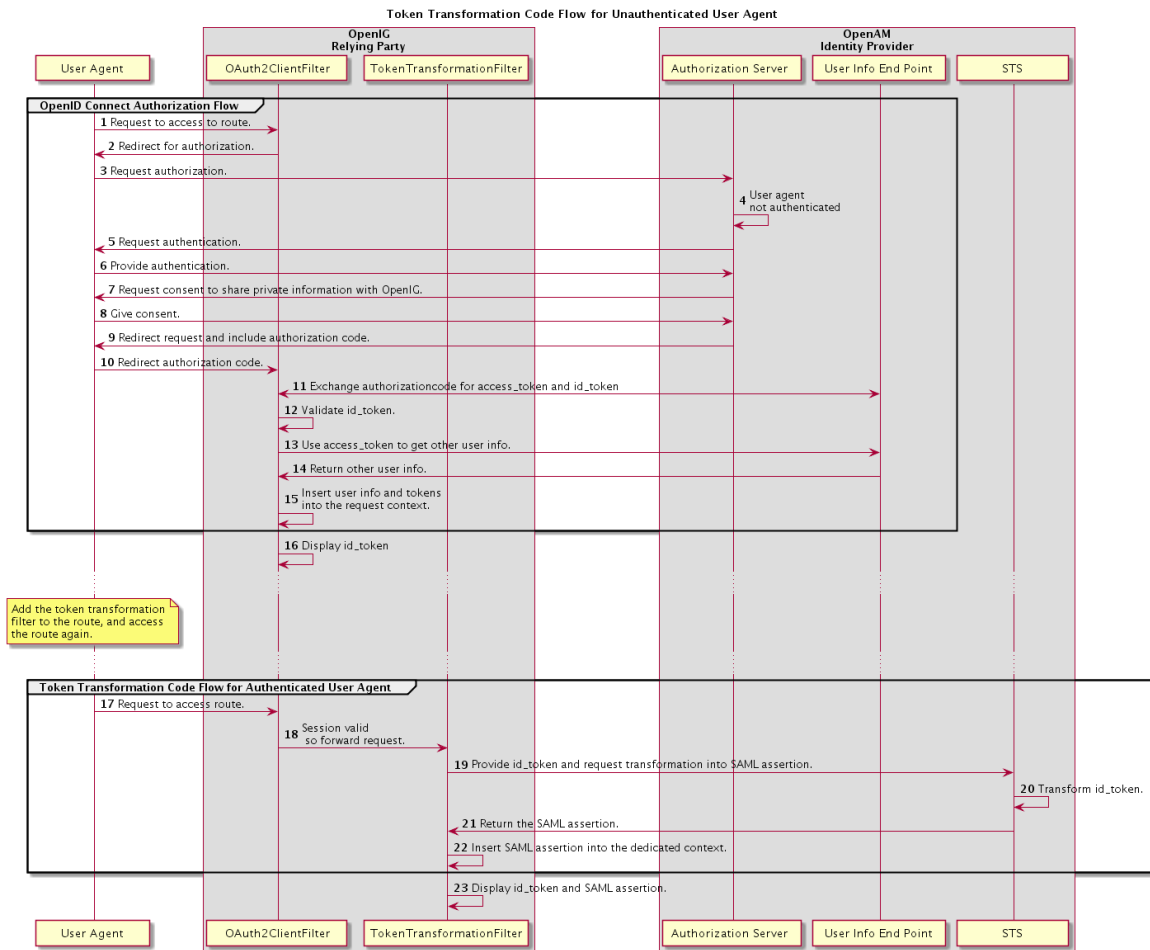 Token Transformation Code Flow for Unauthenticated User Agent
OpenIG
Relying Party
OpenAM
Identity Provider
User Agent
OAuth2ClientFilter
TokenTransformationFilter
Authorization Server
User Info End Point
STS
OpenID Connect Authorization Flow
1 Request to access to route.
2 Redirect for authorization.
3 Request authorization.
4 User agent
not authenticated
5 Request authentication.
6 Provide authentication.
7 Request consent to share private information with OpenIG.
8 Give consent.
9 Redirect request and include authorization code.
10 Redirect authorization code.
11 Exchange authorizationcode for access_token and id_token
12 Validate id_token.
13 Use access_token to get other user info.
14 Return other user info.
15 Insert user info and tokens
into the request context.
16 Display id_token
Add the token transformation
filter to the route, and access
the route again.
Token Transformation Code Flow for Authenticated User Agent
17 Request to access route.
18 Session valid
so forward request.
19 Provide id_token and request transformation into SAML assertion.
20 Transform id_token.
21 Return the SAML assertion.
22 Insert SAML assertion into the dedicated context.
23 Display id_token and SAML assertion.
User Agent
OAuth2ClientFilter
TokenTransformationFilter
Authorization Server
User Info End Point
STS